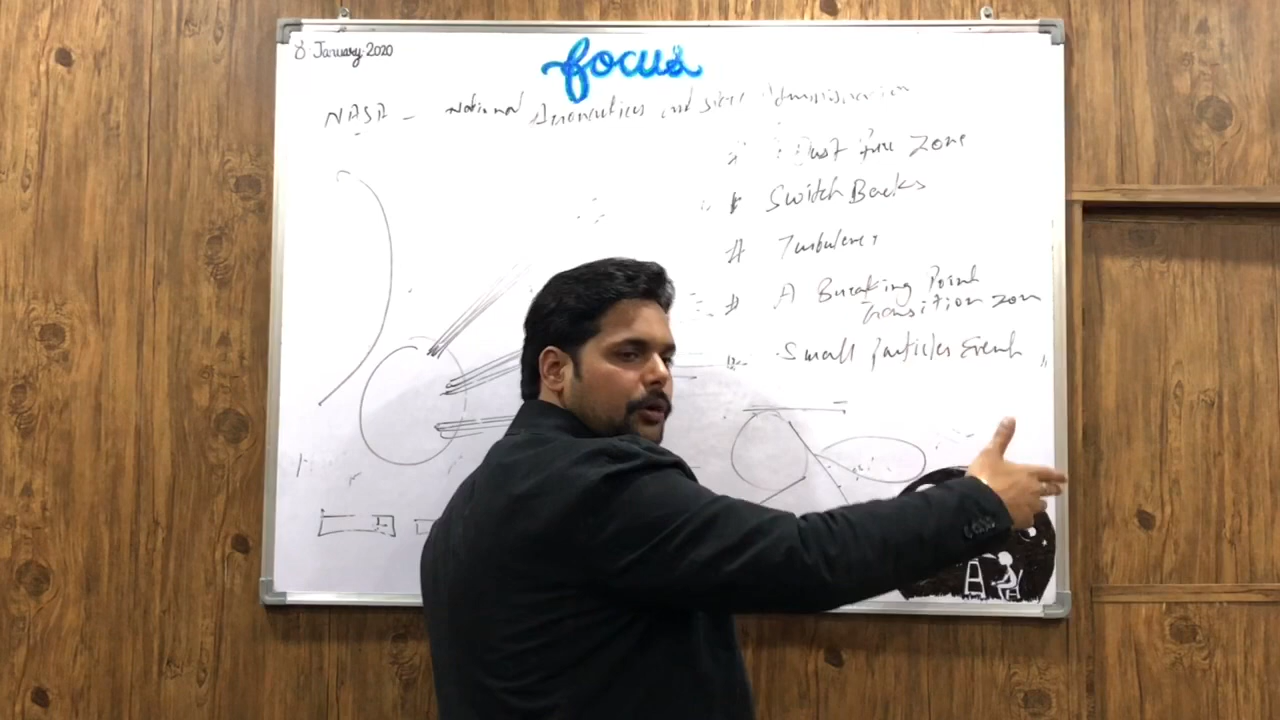 8 January 2020
focus
NASA - National Aeronautics and Space Administration
# Dust free zone
# Switch Backs
# Turbulence
# A Breaking Point
Transition zon
Small particles Event